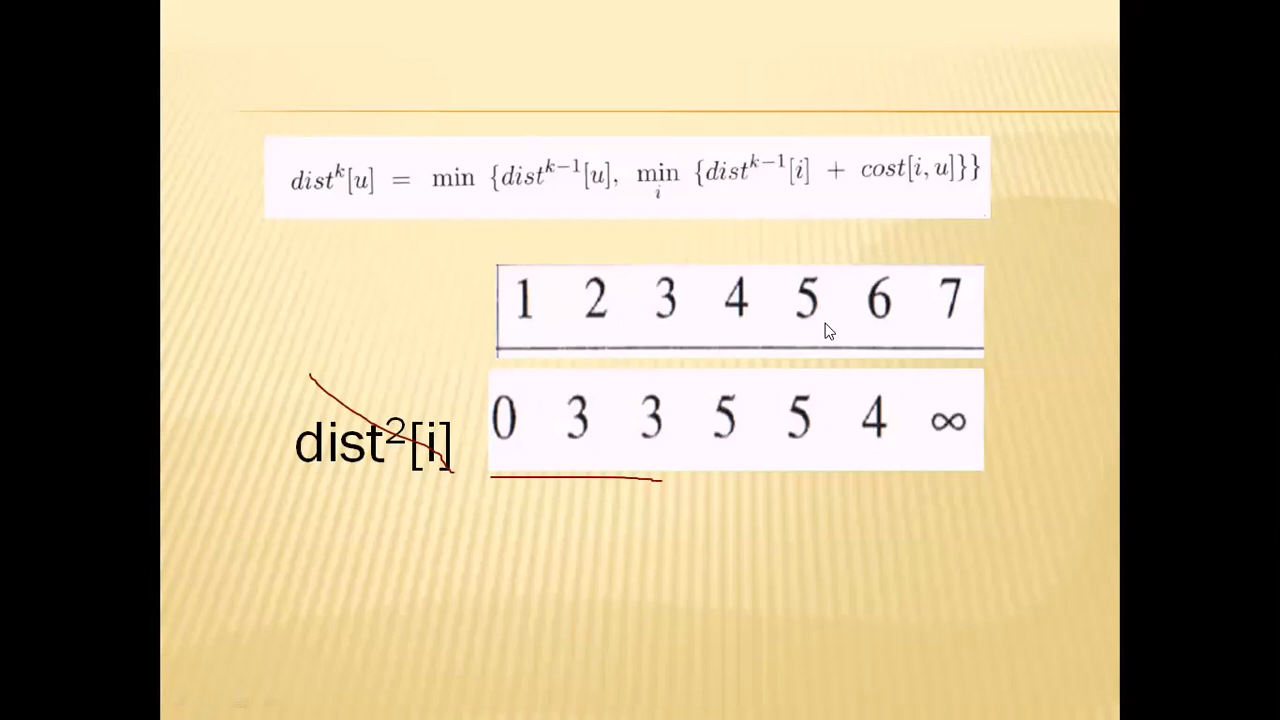 dist^k[u] = min {dist^{k−1}[u], min_i {dist^{k−1}[i] + cost[i, u]}}
1 2 3 4 5 6 7
dist²[i] 0 3 3 5 5 4 ∞